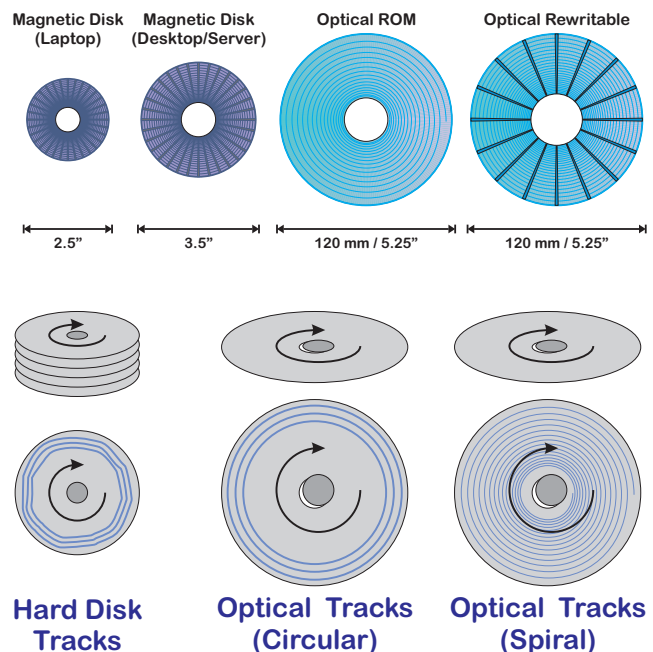 Magnetic Disk
(Laptop)
Magnetic Disk
(Desktop/Server)
Optical ROM
Optical Rewritable
2.5”
3.5”
120 mm / 5.25”
120 mm / 5.25”
Hard Disk
Tracks
Optical Tracks
(Circular)
Optical Tracks
(Spiral)